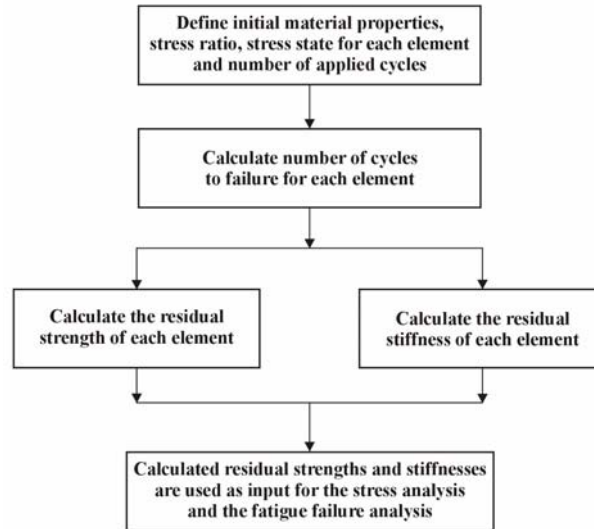 Define initial material properties,
stress ratio, stress state for each element
and number of applied cycles
Calculate number of cycles
to failure for each element
Calculate the residual
strength of each element
Calculate the residual
stiffness of each element
Calculated residual strengths and stiffnesses
are used as input for the stress analysis
and the fatigue failure analysis